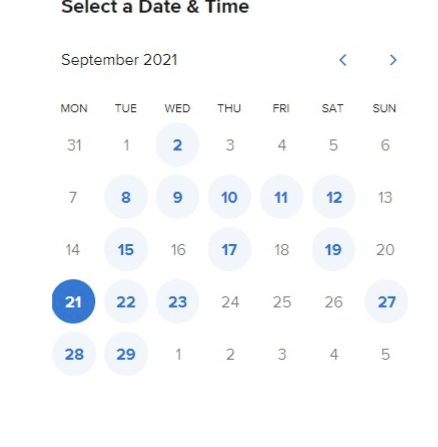 Select a Date & Time
September 2021
MON TUE WED THU FRI SAT SUN
31 1 2 3 4 5 6
7 8 9 10 11 12 13
14 15 16 17 18 19 20
21 22 23 24 25 26 27
28 29 1 2 3 4 5